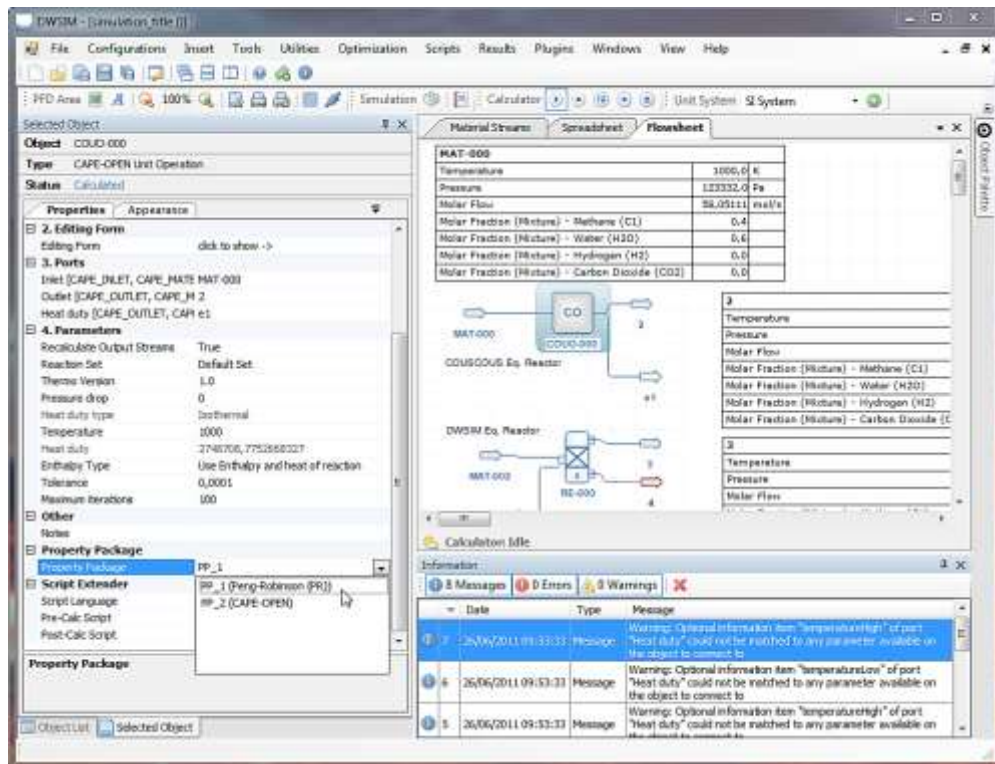 DWSIM - [simulation_title ()]
File Configurations Insert Tools Utilities Optimization Scripts Results Plugins Windows View Help
PFD Area 100% Simulation Calculator Unit System SI System
Selected Object
Object COUO-000
Type CAPE-OPEN Unit Operation
Status Calculated
Properties Appearance
2. Editing Form
Editing Form click to show ->
3. Ports
Inlet [CAPE_INLET, CAPE_MATE MAT-000
Outlet [CAPE_OUTLET, CAPE_M 2
Heat duty [CAPE_OUTLET, CAPI e1
4. Parameters
Recalculate Output Streams True
Reaction Set Default Set
Thermo Version 1.0
Pressure drop 0
Heat duty type Isothermal
Temperature 1000
Heat duty 2748706,7752668327
Enthalpy Type Use Enthalpy and heat of reaction
Tolerance 0,0001
Maximum iterations 100
Other
Notes
Property Package
Property Package PP_1
PP_1 (Peng-Robinson (PR))
PP_2 (CAPE-OPEN)
Script Extender
Script Language
Pre-Calc Script
Post-Calc Script
Property Package
Object List Selected Object
Material Streams Spreadsheet Flowsheet
MAT-000
Temperature 1000,0 K
Pressure 123332,0 Pa
Molar Flow 58,05111 mol/s
Molar Fraction (Mixture) - Methane (C1) 0,4
Molar Fraction (Mixture) - Water (H2O) 0,6
Molar Fraction (Mixture) - Hydrogen (H2) 0,0
Molar Fraction (Mixture) - Carbon Dioxide (CO2) 0,0
CO
MAT-000
COUO-000
2
COUSCOUS Eq. Reactor
e1
DWSIM Eq. Reactor
MAT-002
RE-000
3
4
2
Temperature
Pressure
Molar Flow
Molar Fraction (Mixture) - Methane (C1)
Molar Fraction (Mixture) - Water (H2O)
Molar Fraction (Mixture) - Hydrogen (H2)
Molar Fraction (Mixture) - Carbon Dioxide (C
3
Temperature
Pressure
Molar Flow
Object Palette
Calculation Idle
Information
8 Messages 0 Errors 0 Warnings
Date Type Message
7 26/06/2011 09:53:33 Message Warning: Optional information item "temperatureHigh" of port
"Heat duty" could not be matched to any parameter available on
the object to connect to
6 26/06/2011 09:53:33 Message Warning: Optional information item "temperatureLow" of port
"Heat duty" could not be matched to any parameter available on
the object to connect to
5 26/06/2011 09:53:33 Message Warning: Optional information item "temperatureHigh" of port
"Heat duty" could not be matched to any parameter available on